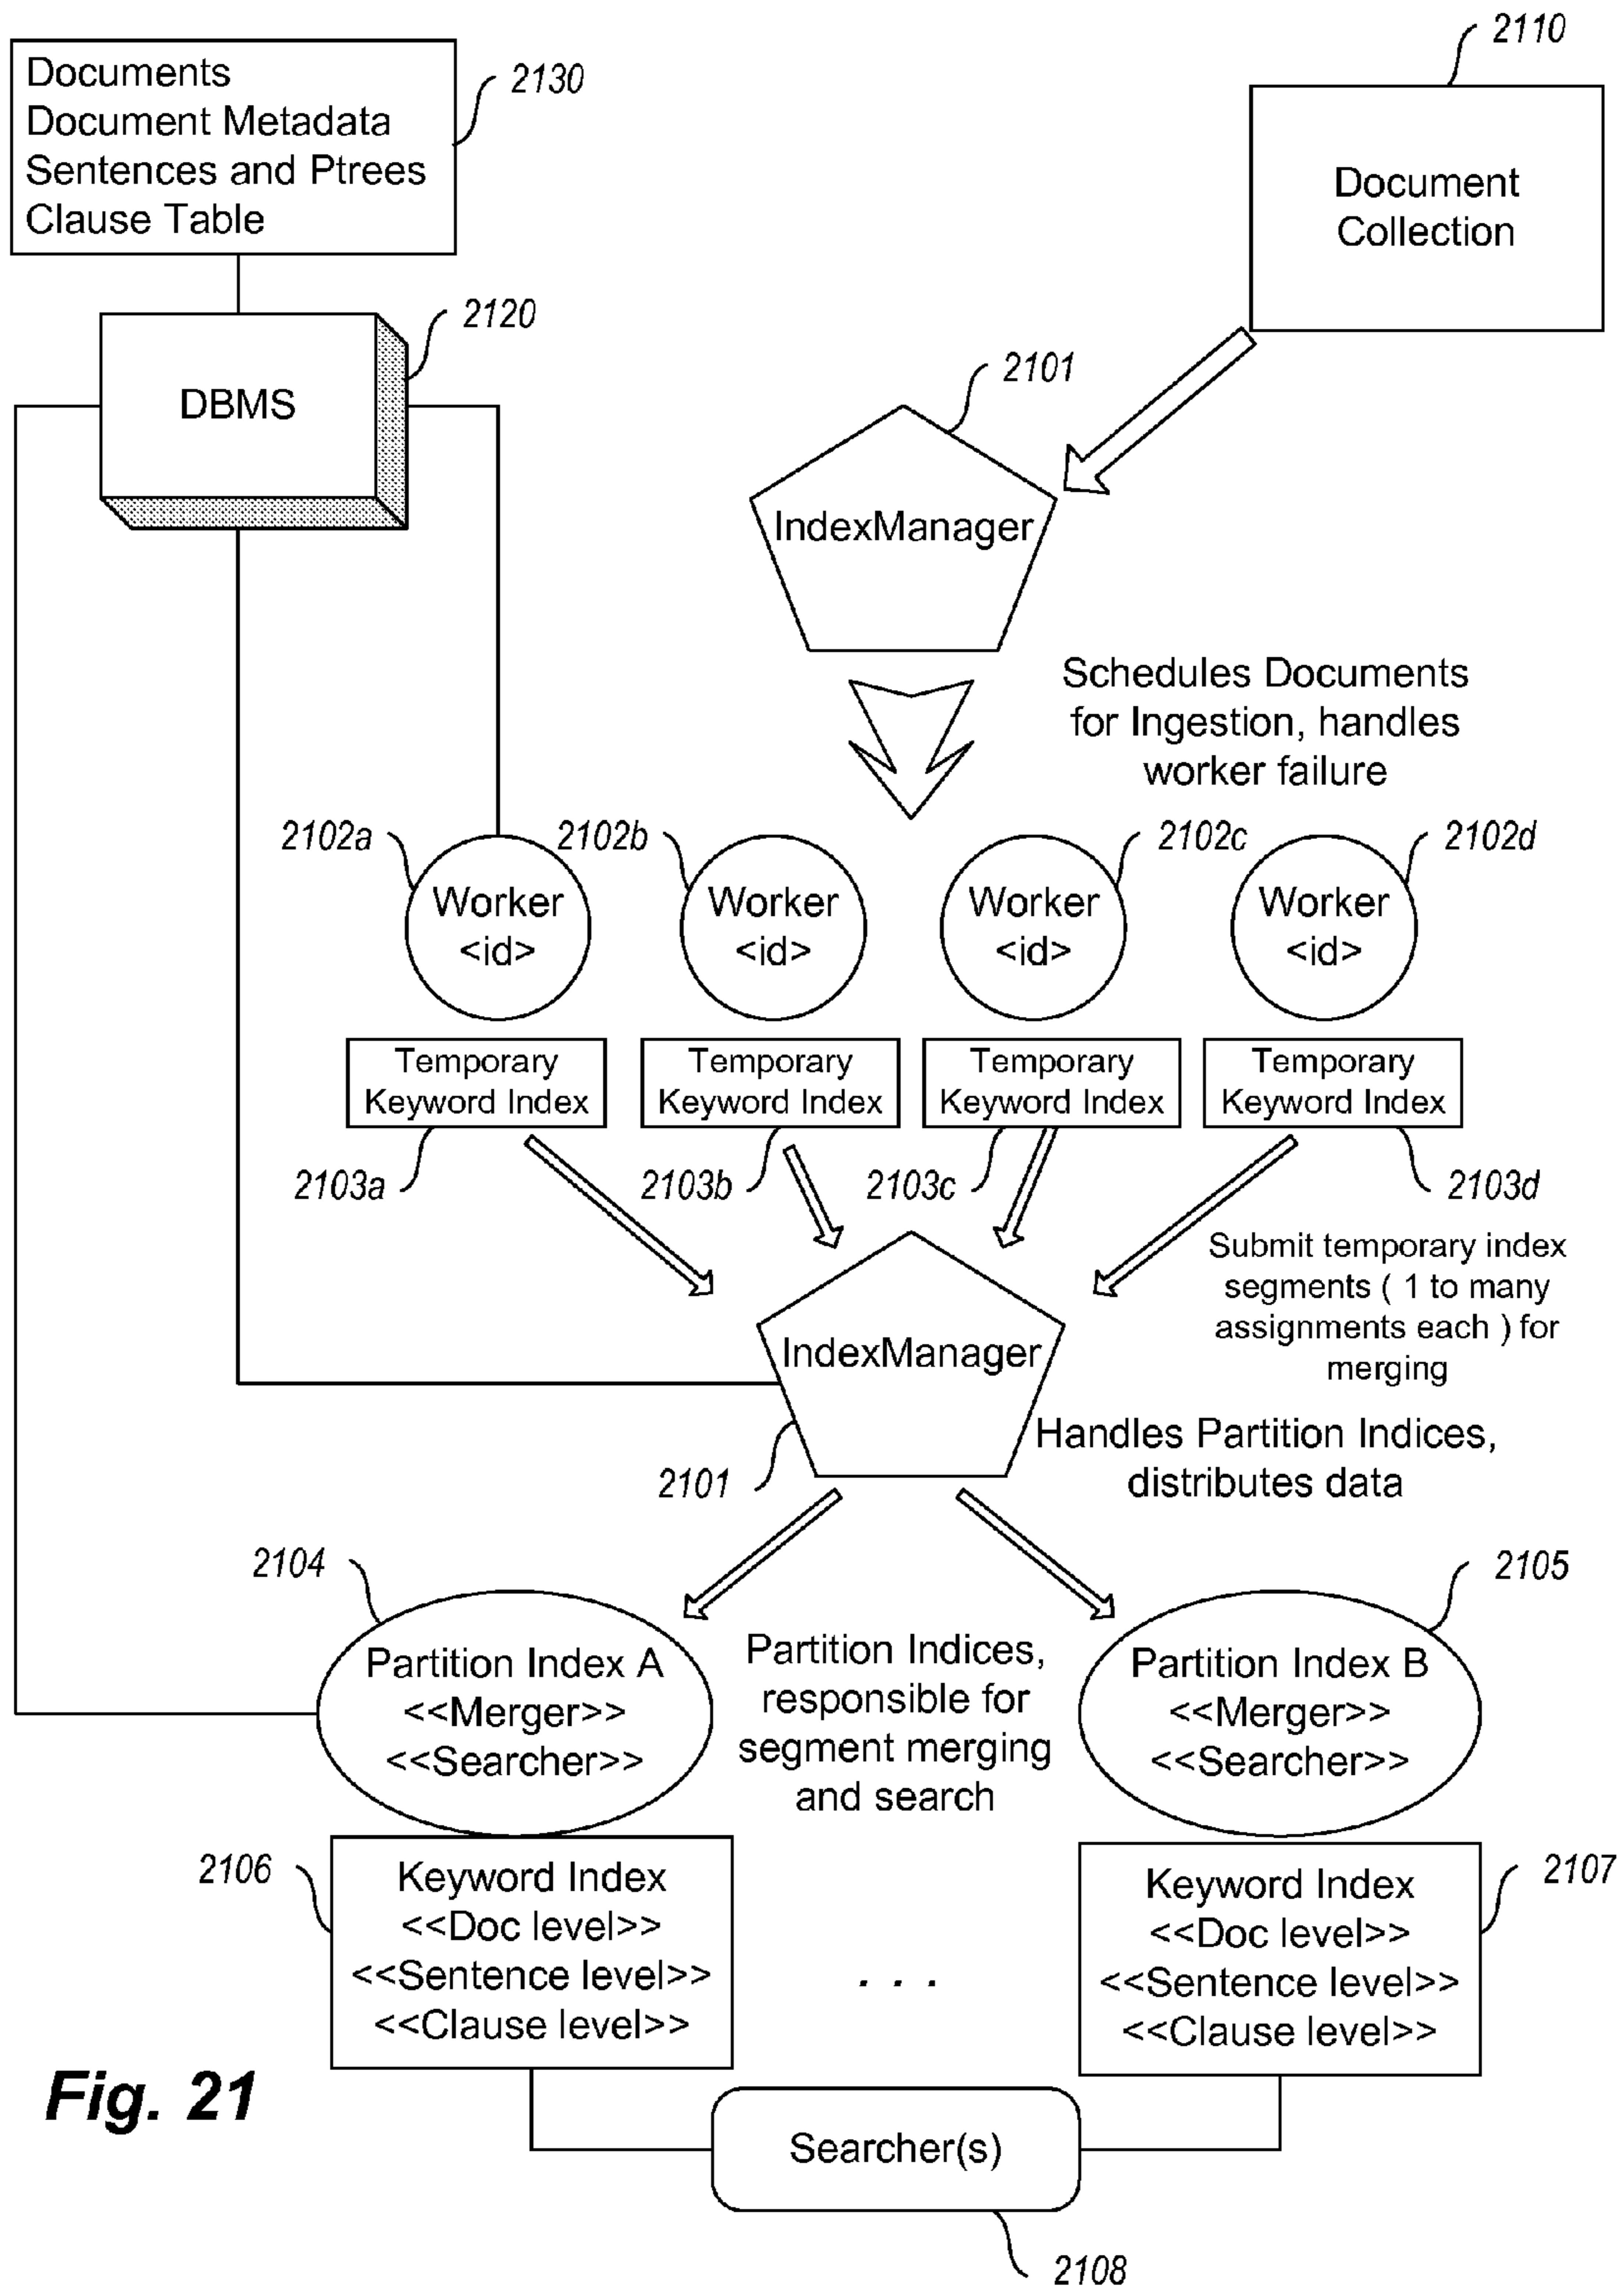 2110
Documents
Document Metadata
Sentences and Ptrees
Clause Table
2130
Document
Collection
2120
DBMS
2101
IndexManager
Schedules Documents
for Ingestion, handles
worker failure
2102a
2102b
2102c
2102d
Worker
<id>
Worker
<id>
Worker
<id>
Worker
<id>
Temporary
Keyword Index
Temporary
Keyword Index
Temporary
Keyword Index
Temporary
Keyword Index
2103a
2103b
2103c
2103d
Submit temporary index
segments ( 1 to many
assignments each ) for
merging
IndexManager
2101
Handles Partition Indices,
distributes data
2104
2105
Partition Index A
<<Merger>>
<<Searcher>>
Partition Indices,
responsible for
segment merging
and search
Partition Index B
<<Merger>>
<<Searcher>>
2106
Keyword Index
<<Doc level>>
<<Sentence level>>
<<Clause level>>
. . .
Keyword Index
<<Doc level>>
<<Sentence level>>
<<Clause level>>
2107
Fig. 21
Searcher(s)
2108